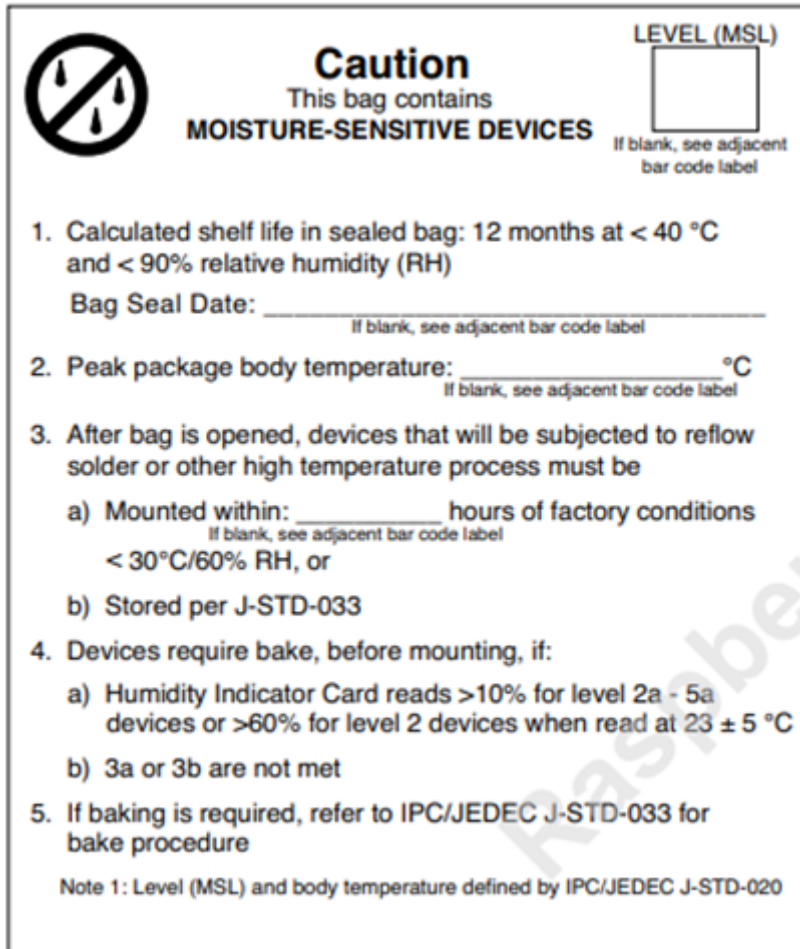 LEVEL (MSL)
Caution
This bag contains
MOISTURE-SENSITIVE DEVICES
If blank, see adjacent
bar code label
1. Calculated shelf life in sealed bag: 12 months at < 40 °C
and < 90% relative humidity (RH)
Bag Seal Date: ________________________________
If blank, see adjacent bar code label
2. Peak package body temperature: _________________°C
If blank, see adjacent bar code label
3. After bag is opened, devices that will be subjected to reflow
solder or other high temperature process must be
a) Mounted within: _________ hours of factory conditions
If blank, see adjacent bar code label
< 30°C/60% RH, or
b) Stored per J-STD-033
4. Devices require bake, before mounting, if:
a) Humidity Indicator Card reads >10% for level 2a - 5a
devices or >60% for level 2 devices when read at 23 ± 5 °C
b) 3a or 3b are not met
5. If baking is required, refer to IPC/JEDEC J-STD-033 for
bake procedure
Note 1: Level (MSL) and body temperature defined by IPC/JEDEC J-STD-020